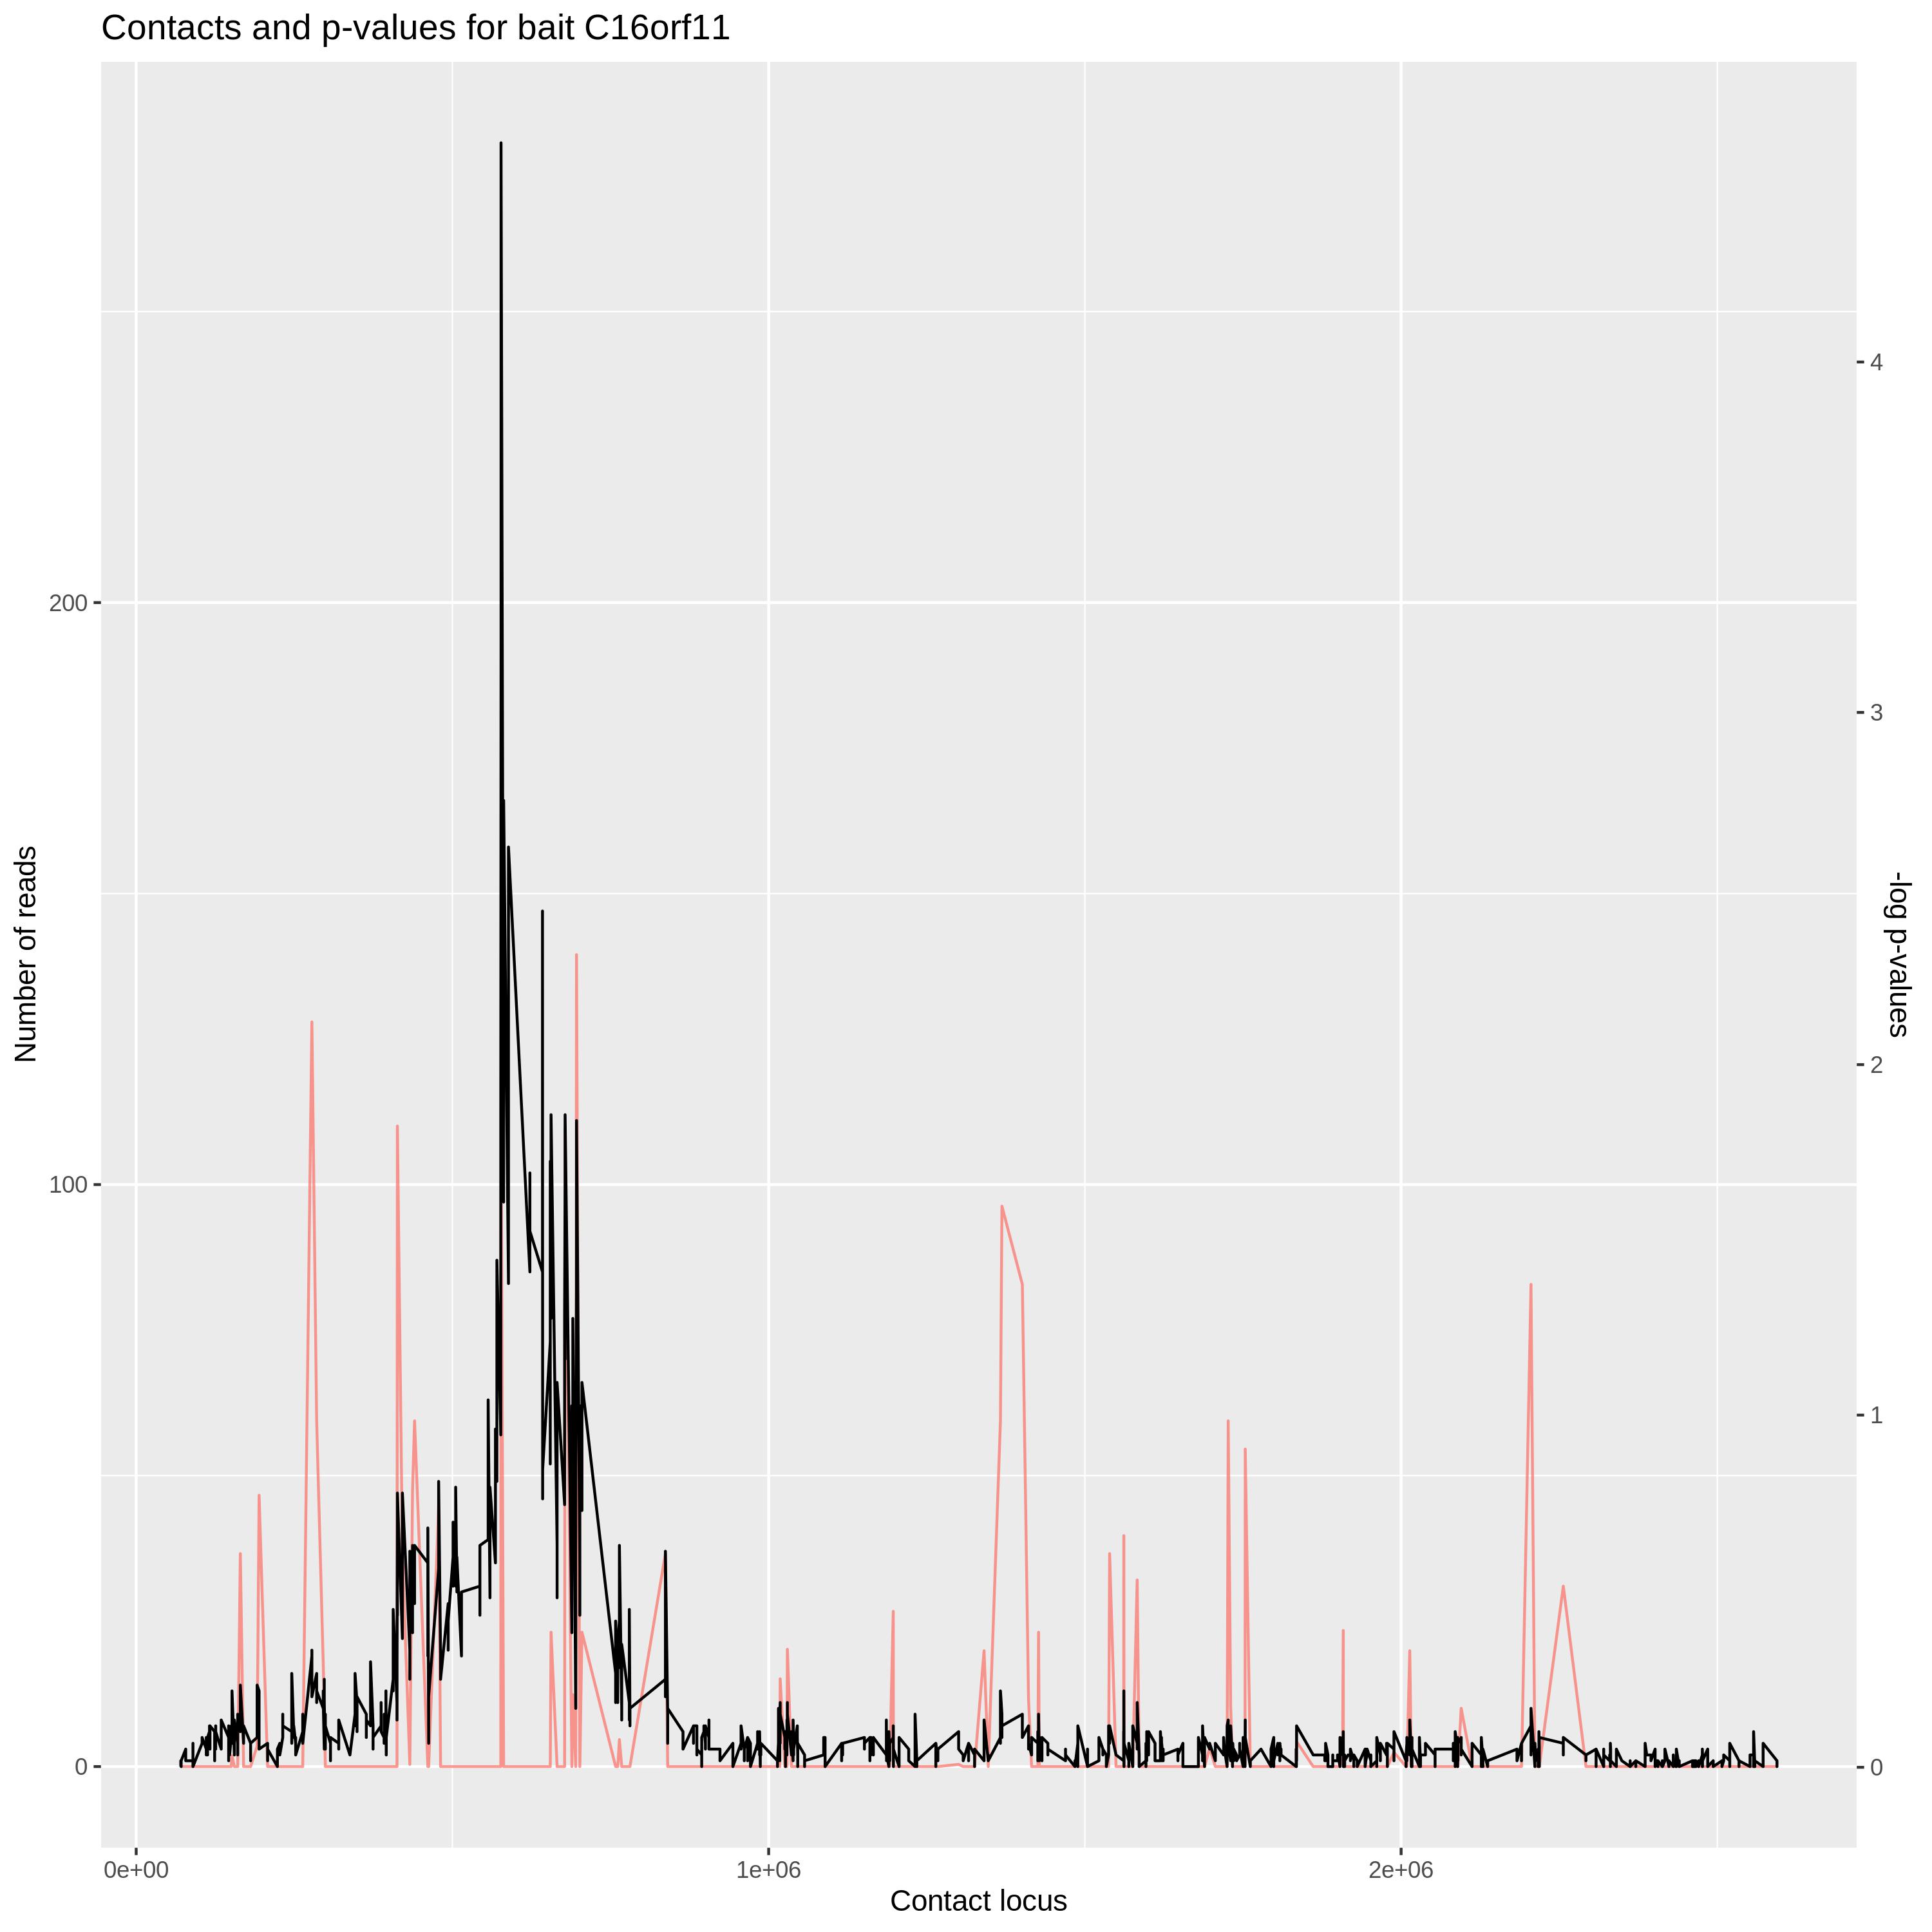 Contacts and p-values for bait C16orf11
Number of reads
200
100
0
4
3
2
1
0
-log p-values
0e+00
1e+06
2e+06
Contact locus